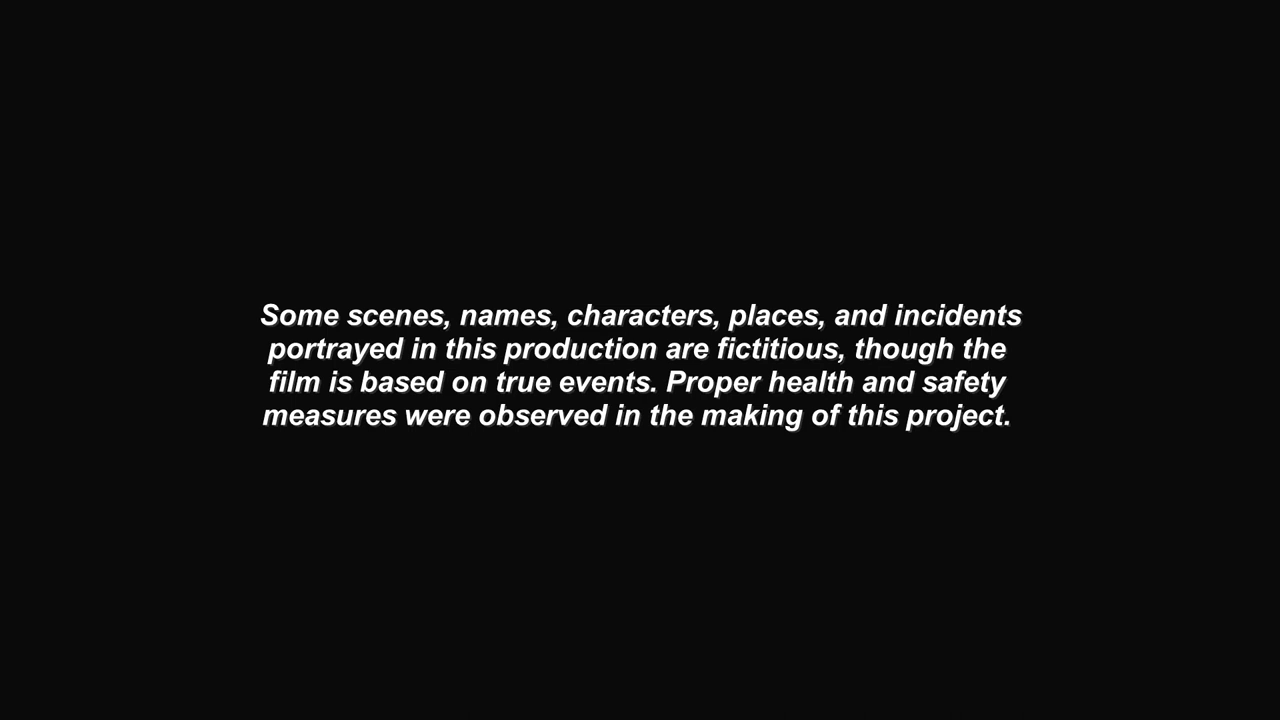 Some scenes, names, characters, places, and incidents
portrayed in this production are fictitious, though the
film is based on true events. Proper health and safety
measures were observed in the making of this project.